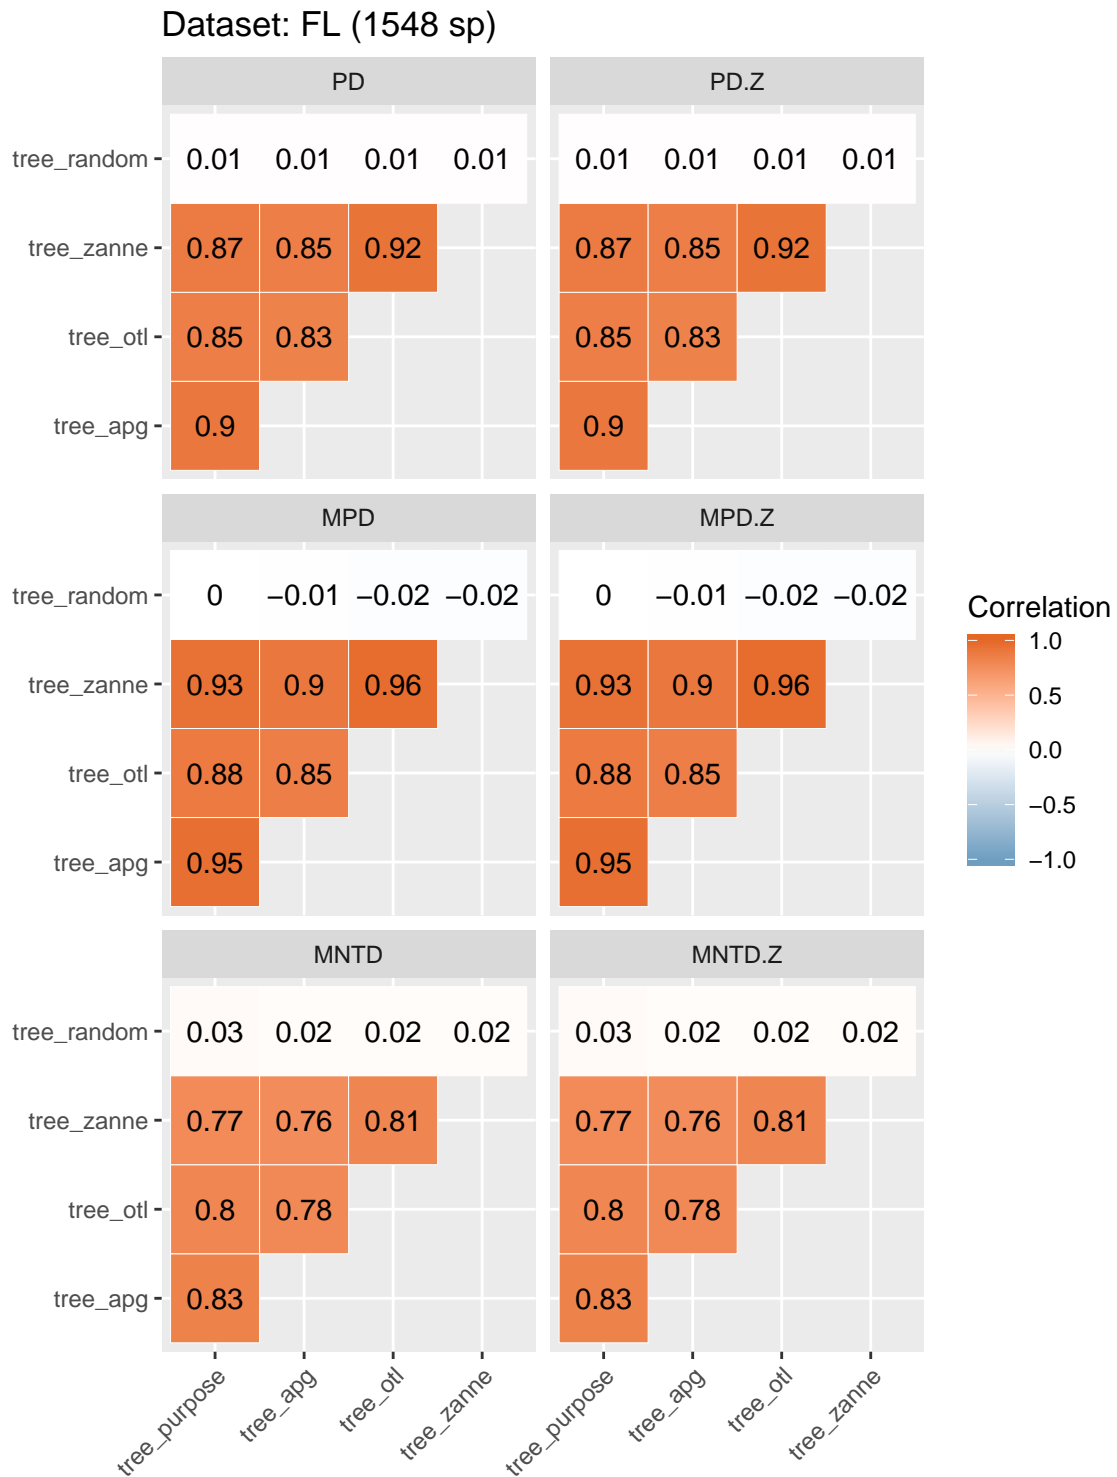 Dataset: FL (1548 sp)
PD PD.Z
tree_random 0.01 0.01 0.01 0.01 0.01 0.01 0.01 0.01
tree_zanne 0.87 0.85 0.92 0.87 0.85 0.92
tree_otl 0.85 0.83 0.85 0.83
tree_apg 0.9 0.9
MPD MPD.Z
tree_random 0 −0.01 −0.02 −0.02 0 −0.01 −0.02 −0.02
tree_zanne 0.93 0.9 0.96 0.93 0.9 0.96
tree_otl 0.88 0.85 0.88 0.85
tree_apg 0.95 0.95
MNTD MNTD.Z
tree_random 0.03 0.02 0.02 0.02 0.03 0.02 0.02 0.02
tree_zanne 0.77 0.76 0.81 0.77 0.76 0.81
tree_otl 0.8 0.78 0.8 0.78
tree_apg 0.83 0.83
tree_purpose tree_apg tree_otl tree_zanne tree_purpose tree_apg tree_otl tree_zanne
Correlation
1.0
0.5
0.0
−0.5
−1.0